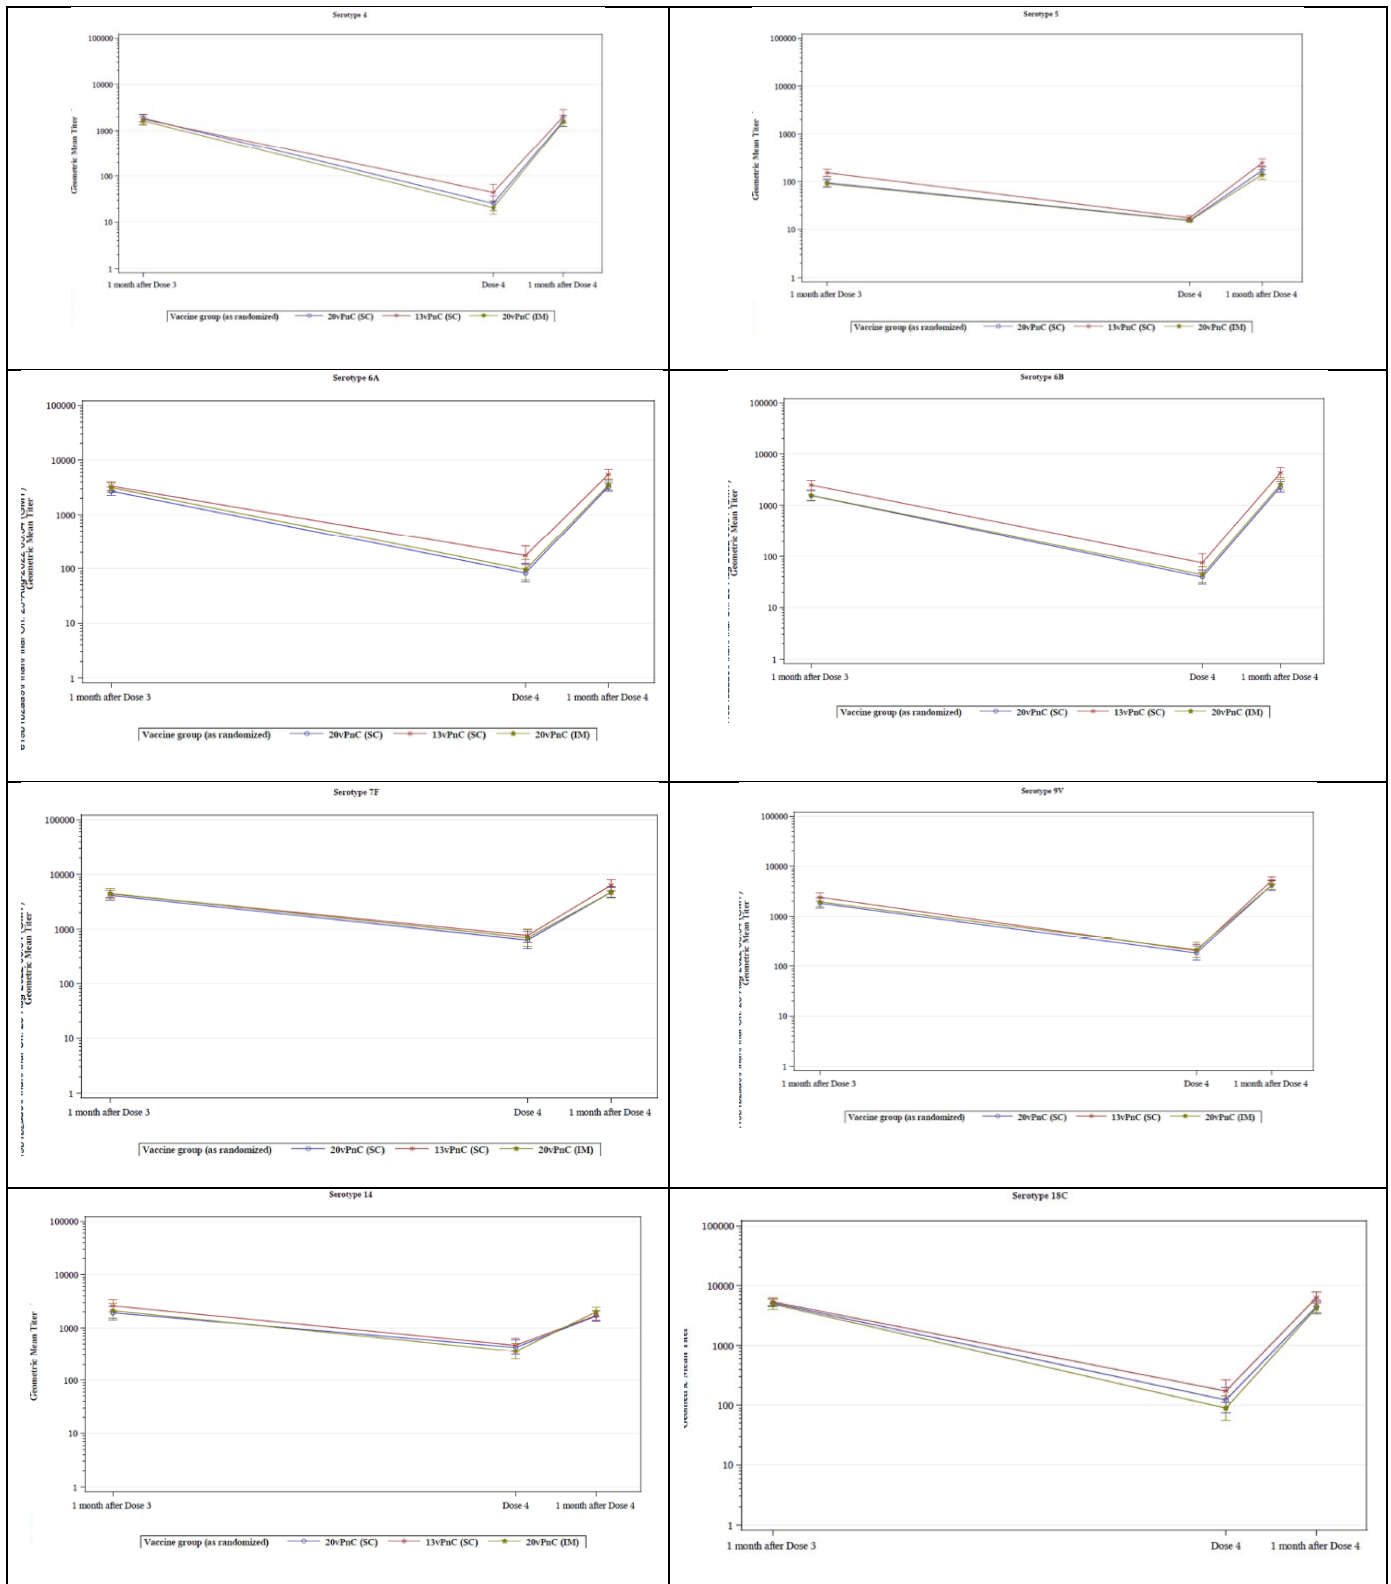 Serotype 4
100000
10000
1000
100
10
1
Geometric Mean Titer
1 month after Dose 3 Dose 4 1 month after Dose 4
Vaccine group (as randomized) 20vPnC (SC) 13vPnC (SC) 20vPnC (IM)
Serotype 5
100000
10000
1000
100
10
1
Geometric Mean Titer
1 month after Dose 3 Dose 4 1 month after Dose 4
Vaccine group (as randomized) 20vPnC (SC) 13vPnC (SC) 20vPnC (IM)
Serotype 6A
100000
10000
1000
100
10
1
Geometric Mean Titer
1 month after Dose 3 Dose 4 1 month after Dose 4
Vaccine group (as randomized) 20vPnC (SC) 13vPnC (SC) 20vPnC (IM)
Serotype 6B
100000
10000
1000
100
10
1
Geometric Mean Titer
1 month after Dose 3 Dose 4 1 month after Dose 4
Vaccine group (as randomized) 20vPnC (SC) 13vPnC (SC) 20vPnC (IM)
Serotype 7F
100000
10000
1000
100
10
1
Geometric Mean Titer
1 month after Dose 3 Dose 4 1 month after Dose 4
Vaccine group (as randomized) 20vPnC (SC) 13vPnC (SC) 20vPnC (IM)
Serotype 9V
100000
10000
1000
100
10
1
Geometric Mean Titer
1 month after Dose 3 Dose 4 1 month after Dose 4
Vaccine group (as randomized) 20vPnC (SC) 13vPnC (SC) 20vPnC (IM)
Serotype 14
100000
10000
1000
100
10
1
Geometric Mean Titer
1 month after Dose 3 Dose 4 1 month after Dose 4
Vaccine group (as randomized) 20vPnC (SC) 13vPnC (SC) 20vPnC (IM)
Serotype 18C
100000
10000
1000
100
10
1
Geometric Mean Titer
1 month after Dose 3 Dose 4 1 month after Dose 4